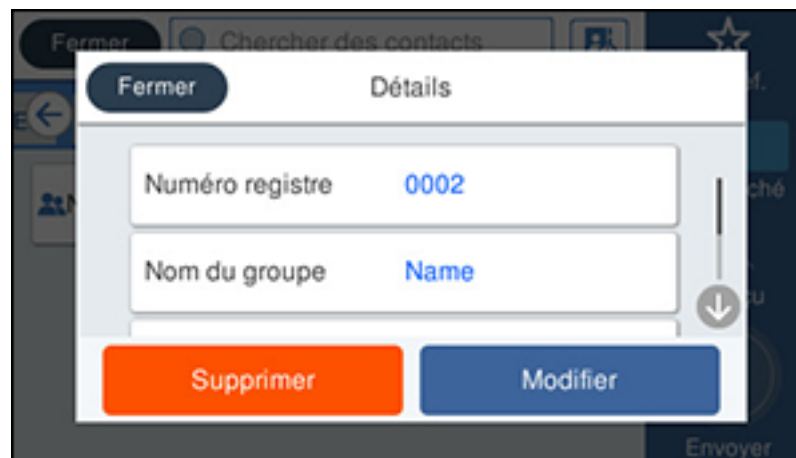 Fermer
Chercher des contacts
Fermer
Détails
Numéro registre 0002
Nom du groupe Name
Supprimer
Modifier
Envoyer